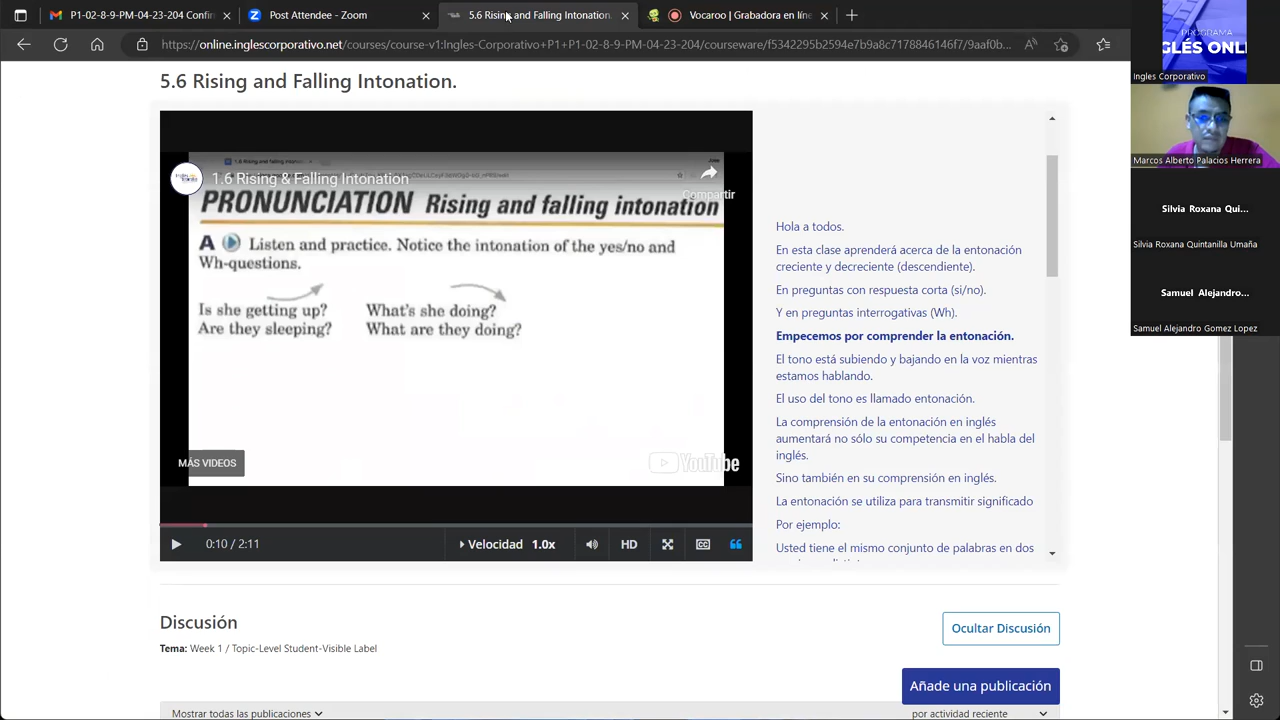 P1-02-8-9-PM-04-23-204 Confir
Post Attendee - Zoom
5.6 Rising and Falling Intonation.
Vocaroo | Grabadora en líne
https://online.inglescorporativo.net/courses/course-v1:Ingles-Corporativo+P1+P1-02-8-9-PM-04-23-204/courseware/f5342295b2594e7b9a8c7178846146f7/9aaf0b...
PROGRAMA
GLÉS ONLI
Ingles Corporativo
Marcos Alberto Palacios Herrera
Silvia Roxana Qui...
Silvia Roxana Quintanilla Umaña
Samuel Alejandro...
Samuel Alejandro Gomez Lopez
5.6 Rising and Falling Intonation.
1.6 Rising & Falling Intonation
Compartir
PRONUNCIATION Rising and falling intonation
A Listen and practice. Notice the intonation of the yes/no and
Wh-questions.
Is she getting up? What's she doing?
Are they sleeping? What are they doing?
MÁS VIDEOS
YouTube
0:10 / 2:11
Velocidad 1.0x
HD
CC
Hola a todos.
En esta clase aprenderá acerca de la entonación
creciente y decreciente (descendiente).
En preguntas con respuesta corta (si/no).
Y en preguntas interrogativas (Wh).
Empecemos por comprender la entonación.
El tono está subiendo y bajando en la voz mientras
estamos hablando.
El uso del tono es llamado entonación.
La comprensión de la entonación en inglés
aumentará no sólo su competencia en el habla del
inglés.
Sino también en su comprensión en inglés.
La entonación se utiliza para transmitir significado
Por ejemplo:
Usted tiene el mismo conjunto de palabras en dos
Discusión
Ocultar Discusión
Tema: Week 1 / Topic-Level Student-Visible Label
Añade una publicación
Mostrar todas las publicaciones
por actividad reciente